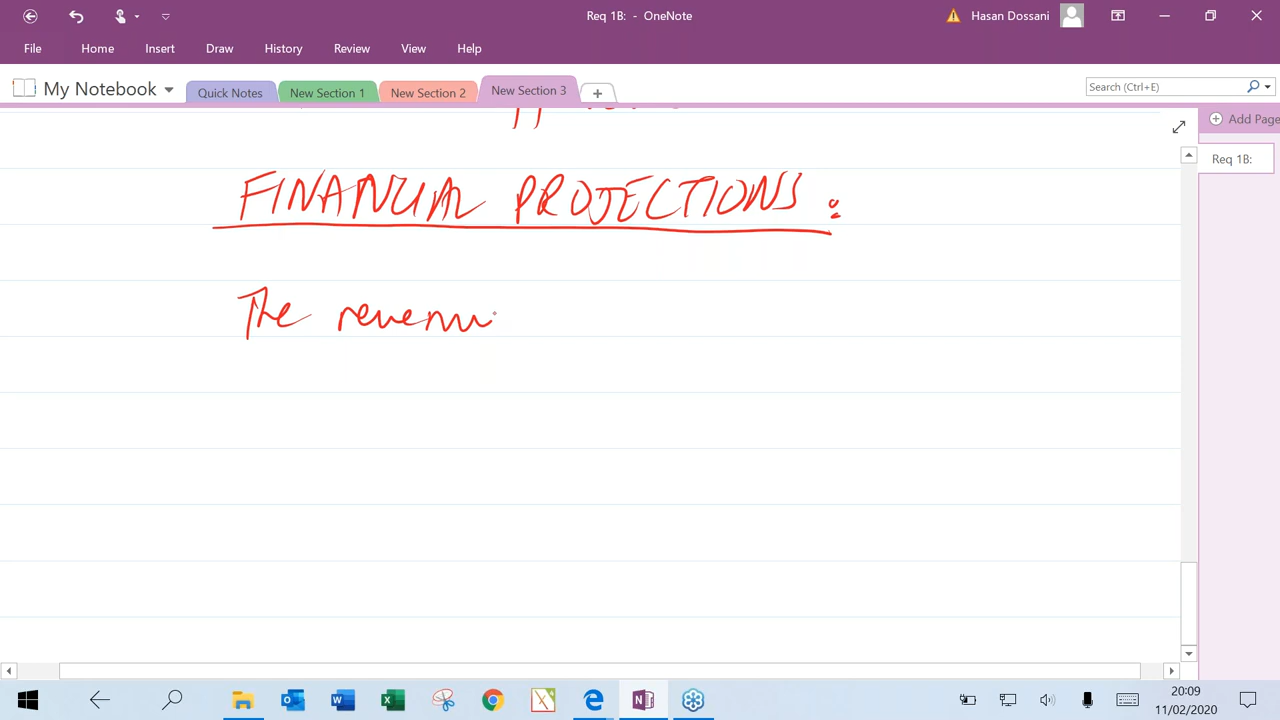 Req 1B: - OneNote
Hasan Dossani
File Home Insert Draw History Review View Help
My Notebook
Quick Notes
New Section 1
New Section 2
New Section 3
Search (Ctrl+E)
Add Page
Req 1B:
FINANCIAL PROJECTIONS :
The revenu
20:09
11/02/2020